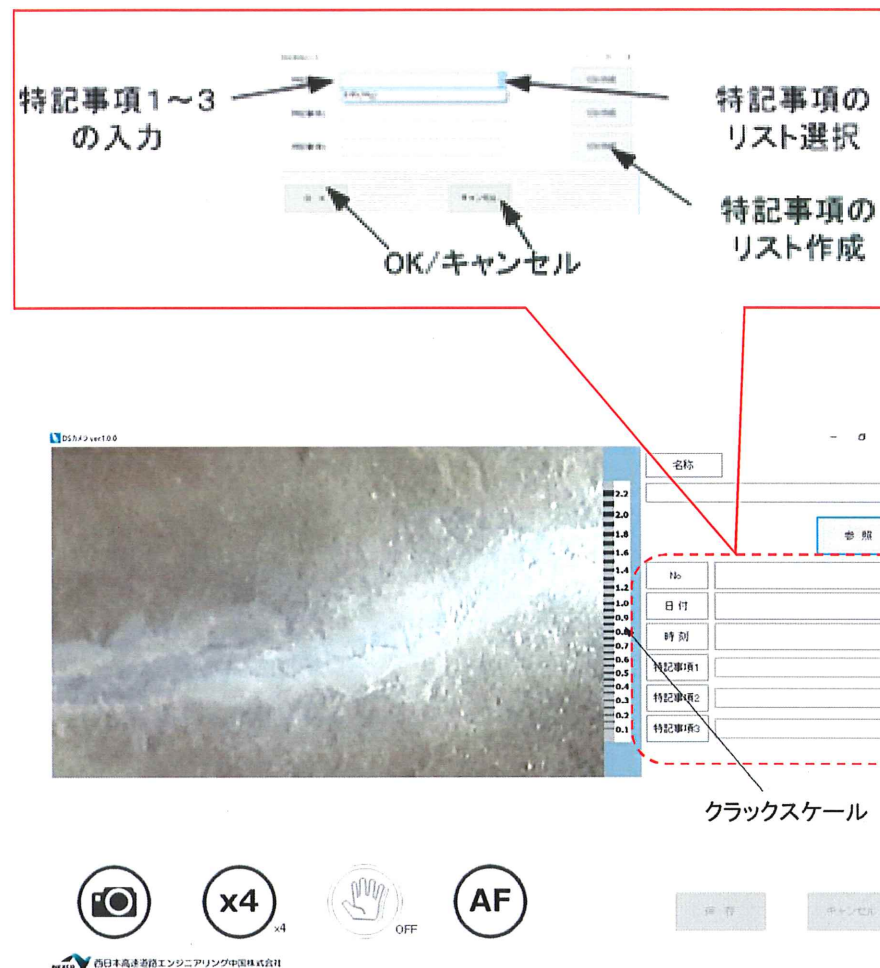 特記事項1～3
の入力
特記事項の
リスト選択
特記事項の
リスト作成
OK/キャンセル
DSカメラ ver1.0.0
名称
2.2
2.0
1.8
1.6
1.4
1.2
1.0
0.9
0.8
0.7
0.6
0.5
0.4
0.3
0.2
0.1
参 照
No
日 付
時 刻
特記事項1
特記事項2
特記事項3
クラックスケール
x4
x4
OFF
AF
保 存
キャンセル
西日本高速道路エンジニアリング中国株式会社